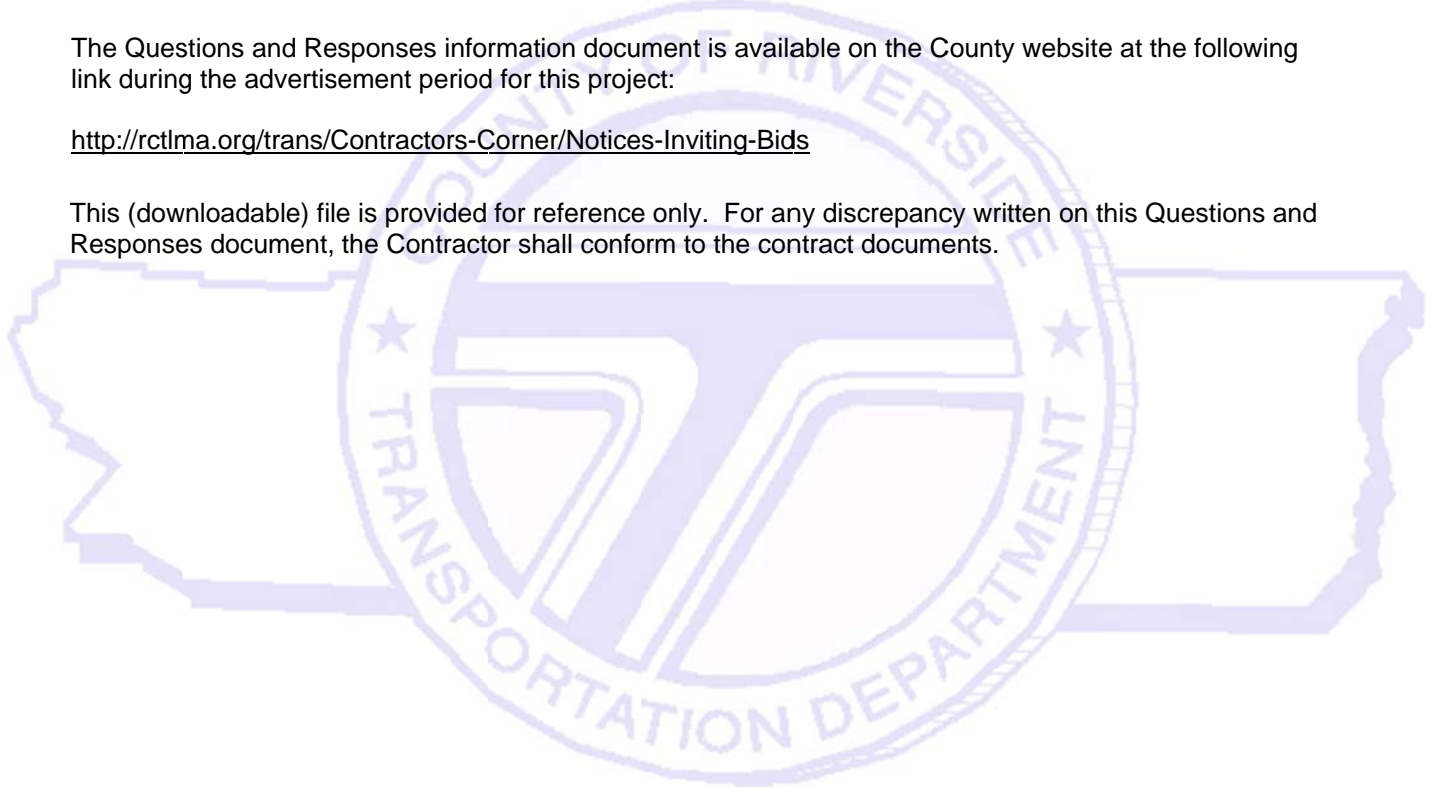 The Questions and Responses information document is available on the County website at the following
link during the advertisement period for this project:
http://rctlma.org/trans/Contractors-Corner/Notices-Inviting-Bids
This (downloadable) file is provided for reference only.  For any discrepancy written on this Questions and
Responses document, the Contractor shall conform to the contract documents.
COUNTY OF RIVERSIDE
TRANSPORTATION DEPARTMENT